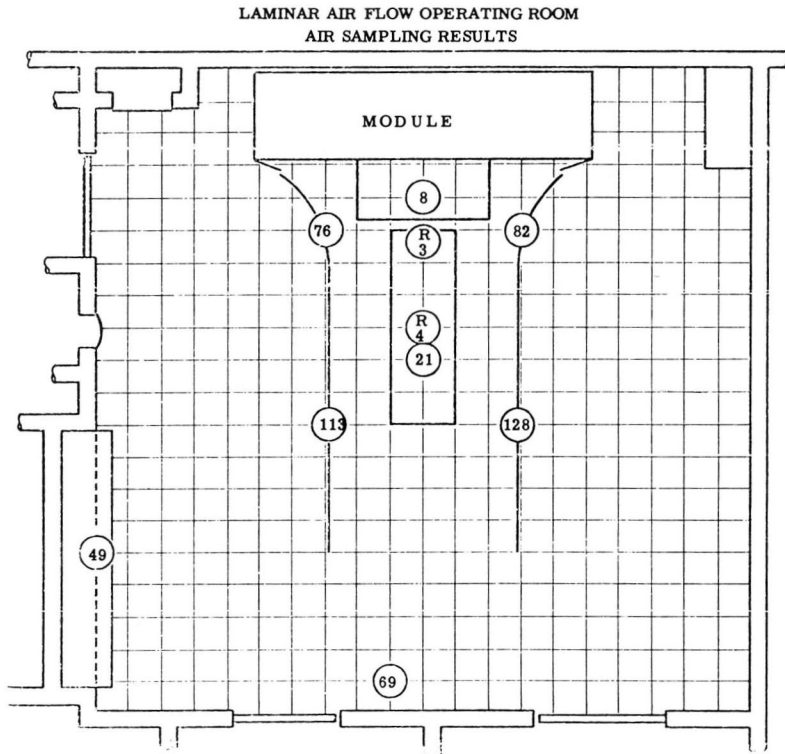 LAMINAR AIR FLOW OPERATING ROOM
AIR SAMPLING RESULTS
MODULE
8
76
R
3
82
R
4
21
113
128
49
69